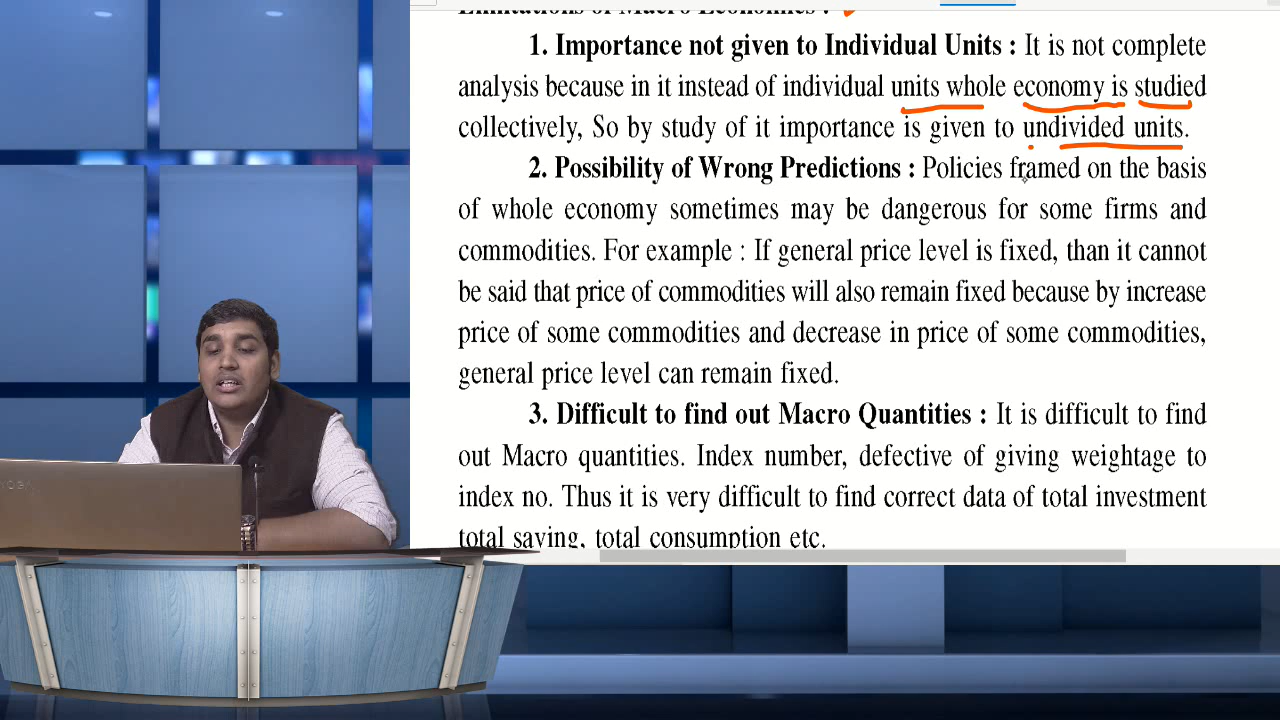 Limitations of Macro Economics :
1. Importance not given to Individual Units : It is not complete
analysis because in it instead of individual units whole economy is studied
collectively, So by study of it importance is given to undivided units.
2. Possibility of Wrong Predictions : Policies framed on the basis
of whole economy sometimes may be dangerous for some firms and
commodities. For example : If general price level is fixed, than it cannot
be said that price of commodities will also remain fixed because by increase
price of some commodities and decrease in price of some commodities,
general price level can remain fixed.
3. Difficult to find out Macro Quantities : It is difficult to find
out Macro quantities. Index number, defective of giving weightage to
index no. Thus it is very difficult to find correct data of total investment
total saving, total consumption etc.